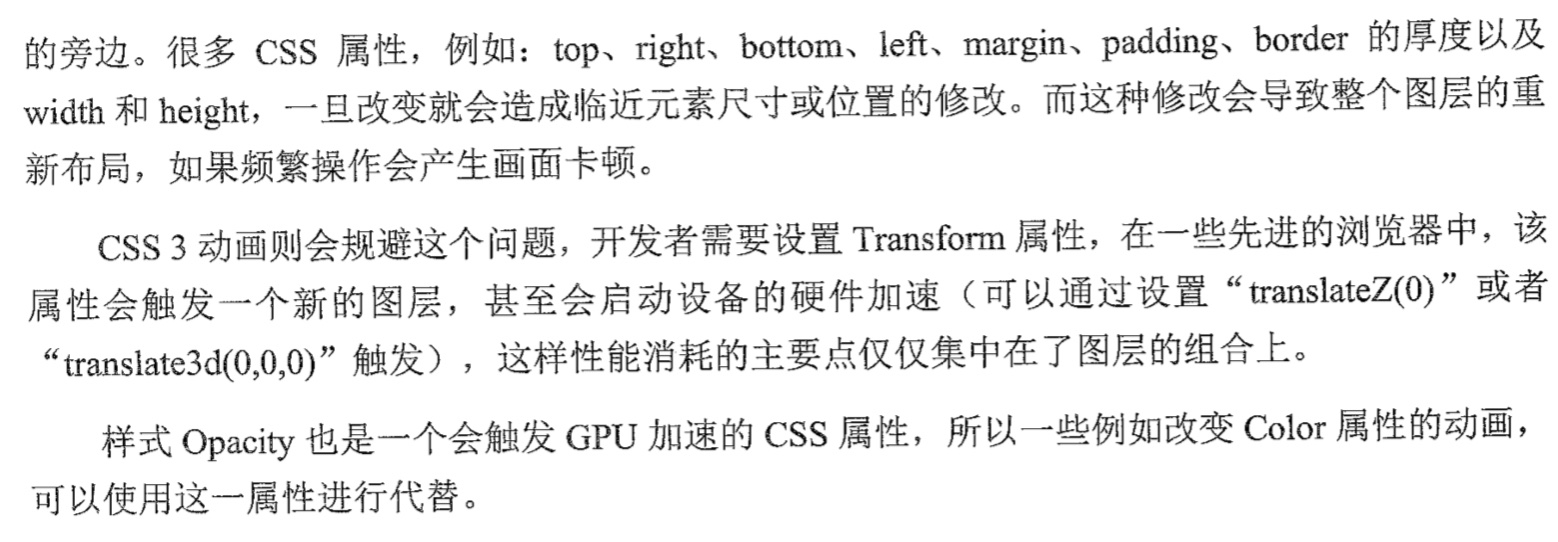 的旁边。很多 CSS 属性，例如：top、right、bottom、left、margin、padding、border 的厚度以及
width 和 height，一旦改变就会造成临近元素尺寸或位置的修改。而这种修改会导致整个图层的重
新布局，如果频繁操作会产生画面卡顿。
CSS 3 动画则会规避这个问题，开发者需要设置 Transform 属性，在一些先进的浏览器中，该
属性会触发一个新的图层，甚至会启动设备的硬件加速（可以通过设置“translateZ(0)”或者
“translate3d(0,0,0)”触发），这样性能消耗的主要点仅仅集中在了图层的组合上。
样式 Opacity 也是一个会触发 GPU 加速的 CSS 属性，所以一些例如改变 Color 属性的动画，
可以使用这一属性进行代替。